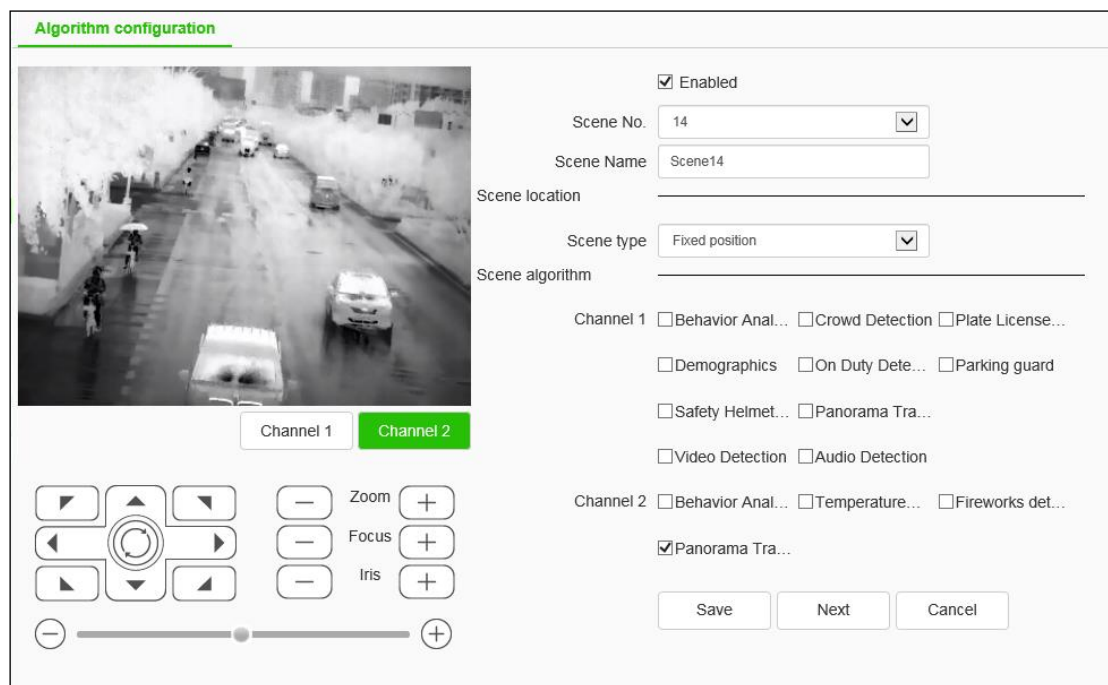 Algorithm configuration
Enabled
Scene No. 14
Scene Name Scene14
Scene location
Scene type Fixed position
Scene algorithm
Channel 1 Behavior Anal... Crowd Detection Plate License...
Demographics On Duty Dete... Parking guard
Safety Helmet... Panorama Tra...
Video Detection Audio Detection
Channel 2 Behavior Anal... Temperature... Fireworks det...
Panorama Tra...
Save Next Cancel
Channel 1 Channel 2
Zoom
Focus
Iris